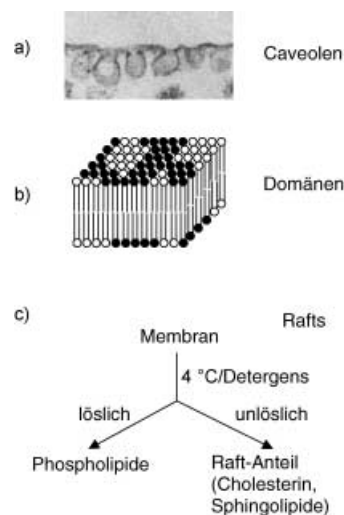 a)
Caveolen
b)
Domänen
c)
Rafts
Membran
4 °C/Detergens
löslich
unlöslich
Phospholipide
Raft-Anteil
(Cholesterin,
Sphingolipide)